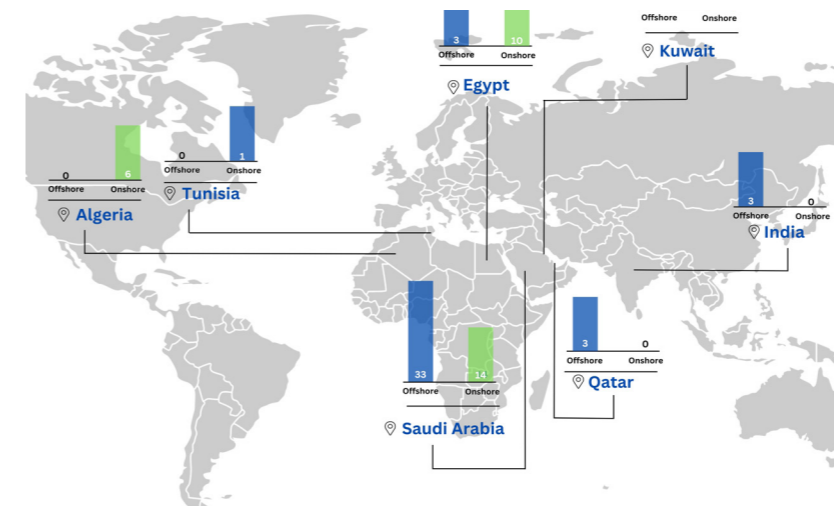 Offshore Onshore
Kuwait
3 10
Offshore Onshore
Egypt
0 6
Offshore Onshore
Algeria
0 1
Offshore Onshore
Tunisia
3 0
Offshore Onshore
India
33 14
Offshore Onshore
Saudi Arabia
3 0
Offshore Onshore
Qatar